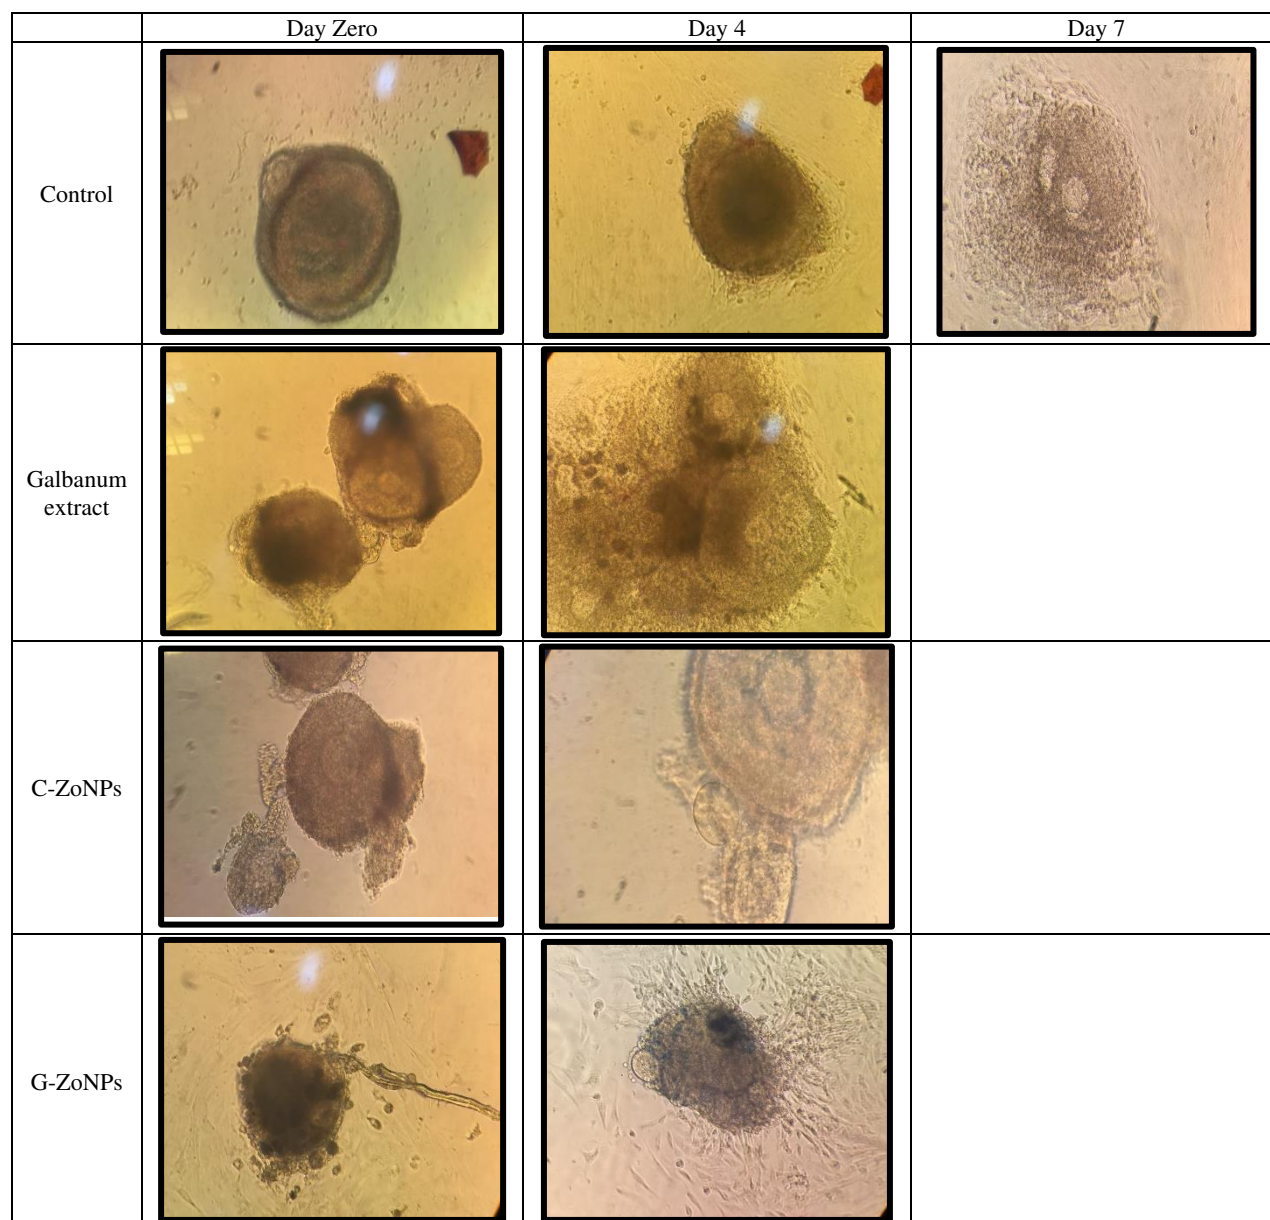 Day Zero
Day 4
Day 7
Control
Galbanum
extract
C-ZoNPs
G-ZoNPs